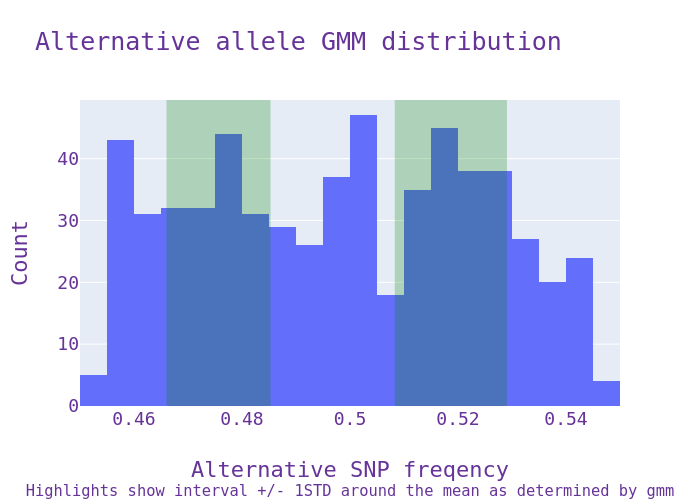 Alternative allele GMM distribution
Count
40
30
20
10
0
0.46 0.48 0.5 0.52 0.54
Alternative SNP freqency
Highlights show interval +/- 1STD around the mean as determined by gmm